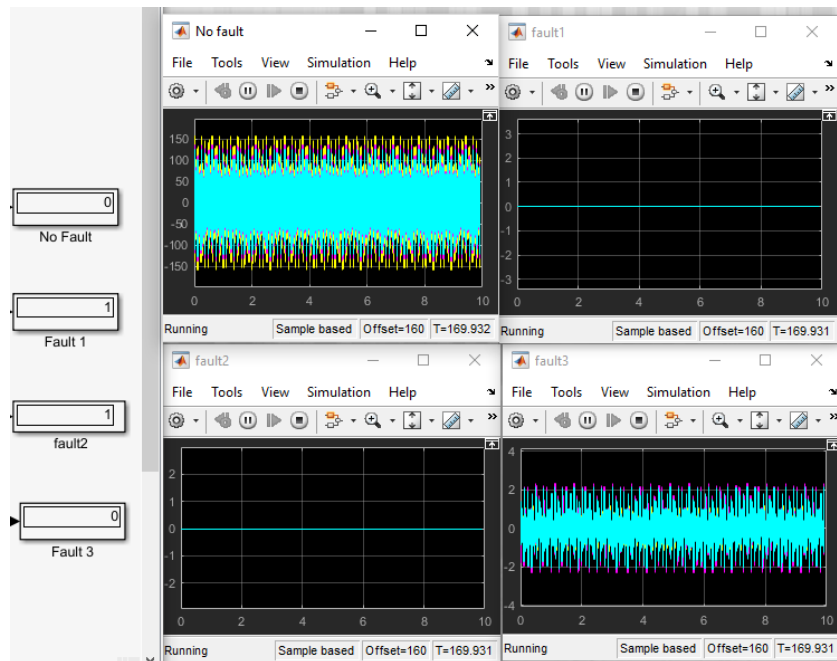 0
No Fault
1
Fault 1
1
fault2
0
Fault 3
No fault
File Tools View Simulation Help
150
100
50
0
-50
-100
-150
0 2 4 6 8 10
Running Sample based Offset=160 T=169.932
fault1
File Tools View Simulation Help
3
2
1
0
-1
-2
-3
0 2 4 6 8 10
Running Sample based Offset=160 T=169.931
fault2
File Tools View Simulation Help
2
1
0
-1
-2
0 2 4 6 8 10
Running Sample based Offset=160 T=169.931
fault3
File Tools View Simulation Help
4
2
0
-2
-4
0 2 4 6 8 10
Running Sample based Offset=160 T=169.931